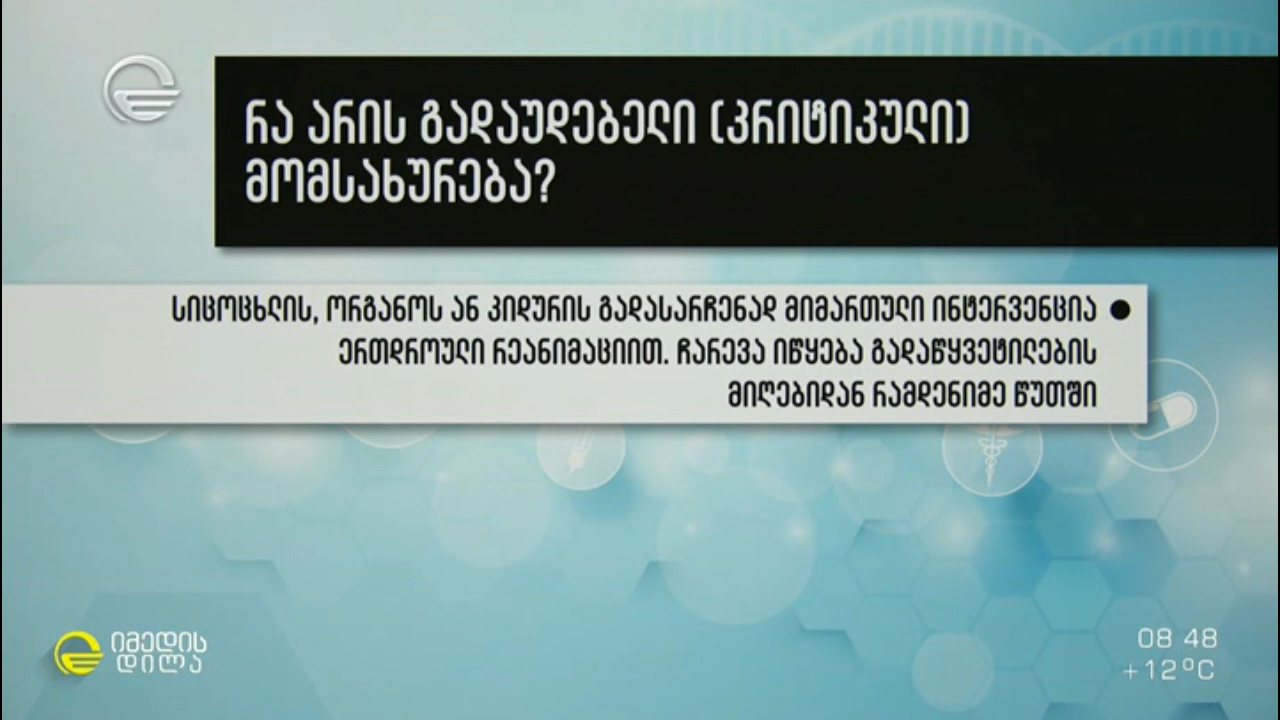 რა არის გადაუდებელი (კრიტიკული)
მომსახურება?
სიცოცხლის, ორგანოს ან კიდურის გადასარჩენად მიმართული ინტერვენცია
ერთდროული რეანიმაციით. ჩარევა იწყება გადაწყვეტილების
მიღებიდან რამდენიმე წუთში
იმედის
დილა
08 48
+12°C